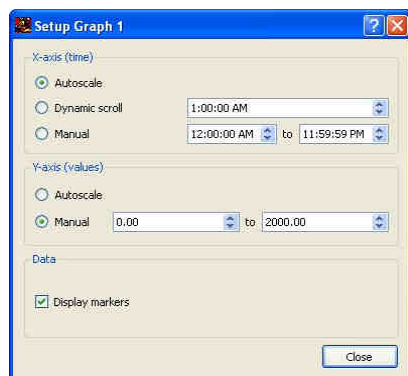 Setup Graph 1
X-axis (time)
Autoscale
Dynamic scroll 1:00:00 AM
Manual 12:00:00 AM to 11:59:59 PM
Y-axis (values)
Autoscale
Manual 0.00 to 2000.00
Data
Display markers
Close